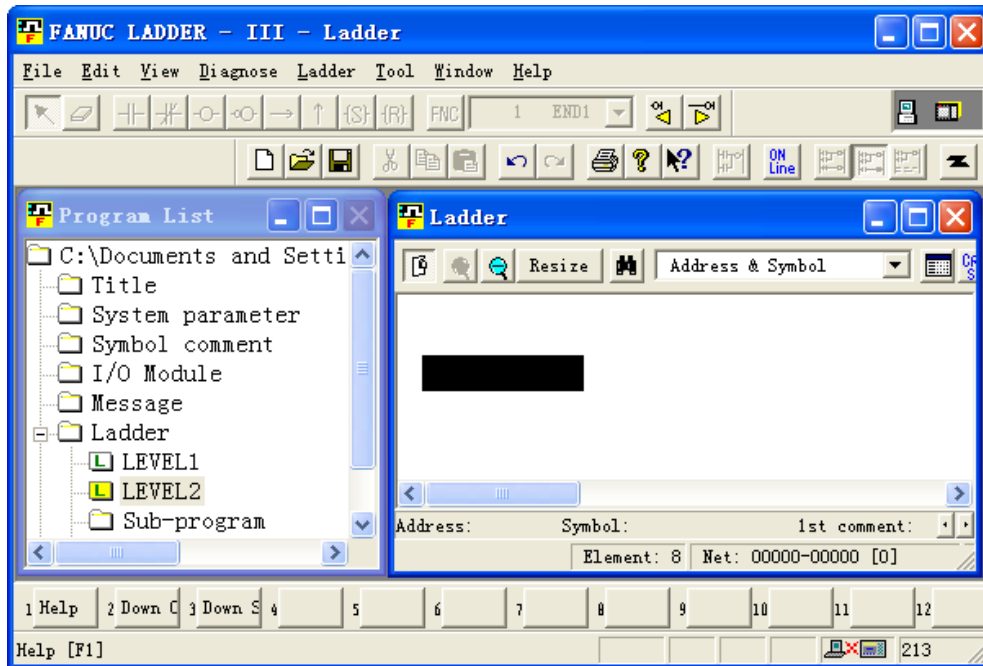 FANUC LADDER - III - Ladder
File Edit View Diagnose Ladder Tool Window Help
(S) (R) FNC 1 END1
ON Line
Program List
C:\Documents and Setti
Title
System parameter
Symbol comment
I/O Module
Message
Ladder
LEVEL1
LEVEL2
Sub-program
Ladder
Resize Address & Symbol
Address: Symbol: 1st comment:
Element: 8 Net: 00000-00000 [0]
1 Help 2 Down 3 Down S 4 5 6 7 8 9 10 11 12
Help [F1] 213